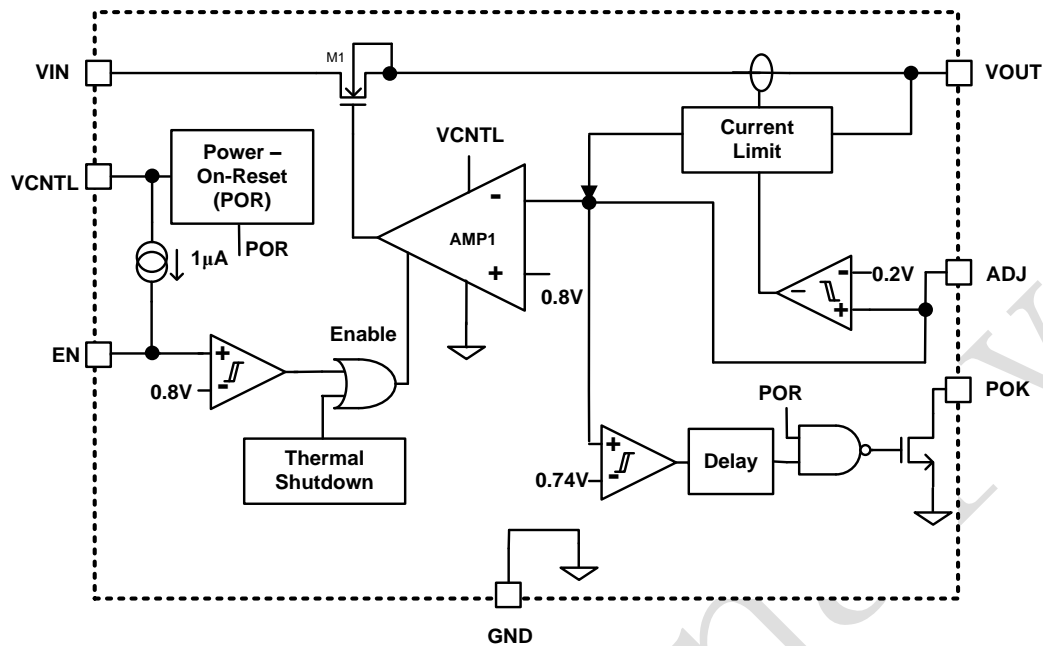 M1
VIN
VOUT
VCNTL
Current
Limit
Power –
On-Reset
(POR)
VCNTL
-
AMP1
+
0.8V
POR
1µA
-
0.2V
+
–
ADJ
Enable
EN
+
-
0.8V
POK
POR
Thermal
Shutdown
+
-
0.74V
Delay
GND